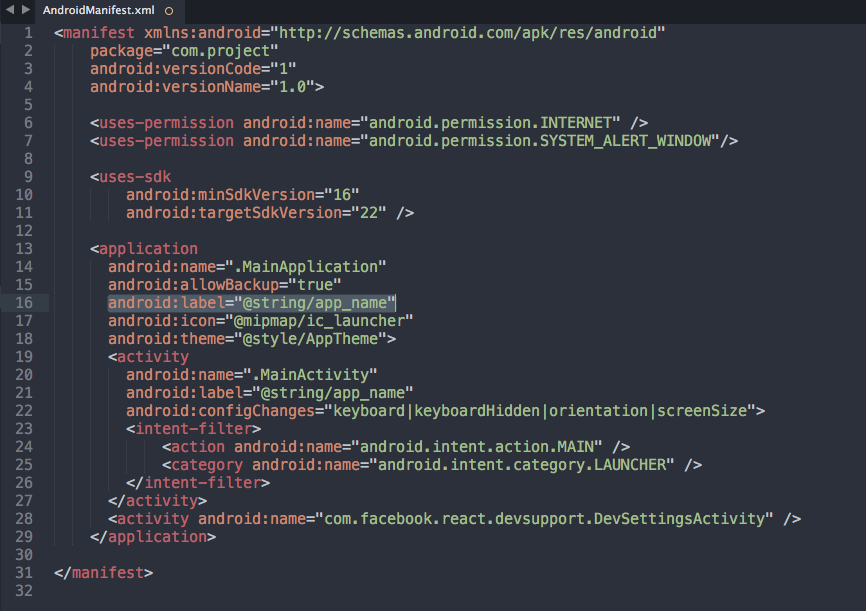 AndroidManifest.xml
1 <manifest xmlns:android="http://schemas.android.com/apk/res/android"
2 package="com.project"
3 android:versionCode="1"
4 android:versionName="1.0">
5
6 <uses-permission android:name="android.permission.INTERNET" />
7 <uses-permission android:name="android.permission.SYSTEM_ALERT_WINDOW"/>
8
9 <uses-sdk
10 android:minSdkVersion="16"
11 android:targetSdkVersion="22" />
12
13 <application
14 android:name=".MainApplication"
15 android:allowBackup="true"
16 android:label="@string/app_name"
17 android:icon="@mipmap/ic_launcher"
18 android:theme="@style/AppTheme">
19 <activity
20 android:name=".MainActivity"
21 android:label="@string/app_name"
22 android:configChanges="keyboard|keyboardHidden|orientation|screenSize">
23 <intent-filter>
24 <action android:name="android.intent.action.MAIN" />
25 <category android:name="android.intent.category.LAUNCHER" />
26 </intent-filter>
27 </activity>
28 <activity android:name="com.facebook.react.devsupport.DevSettingsActivity" />
29 </application>
30
31 </manifest>
32